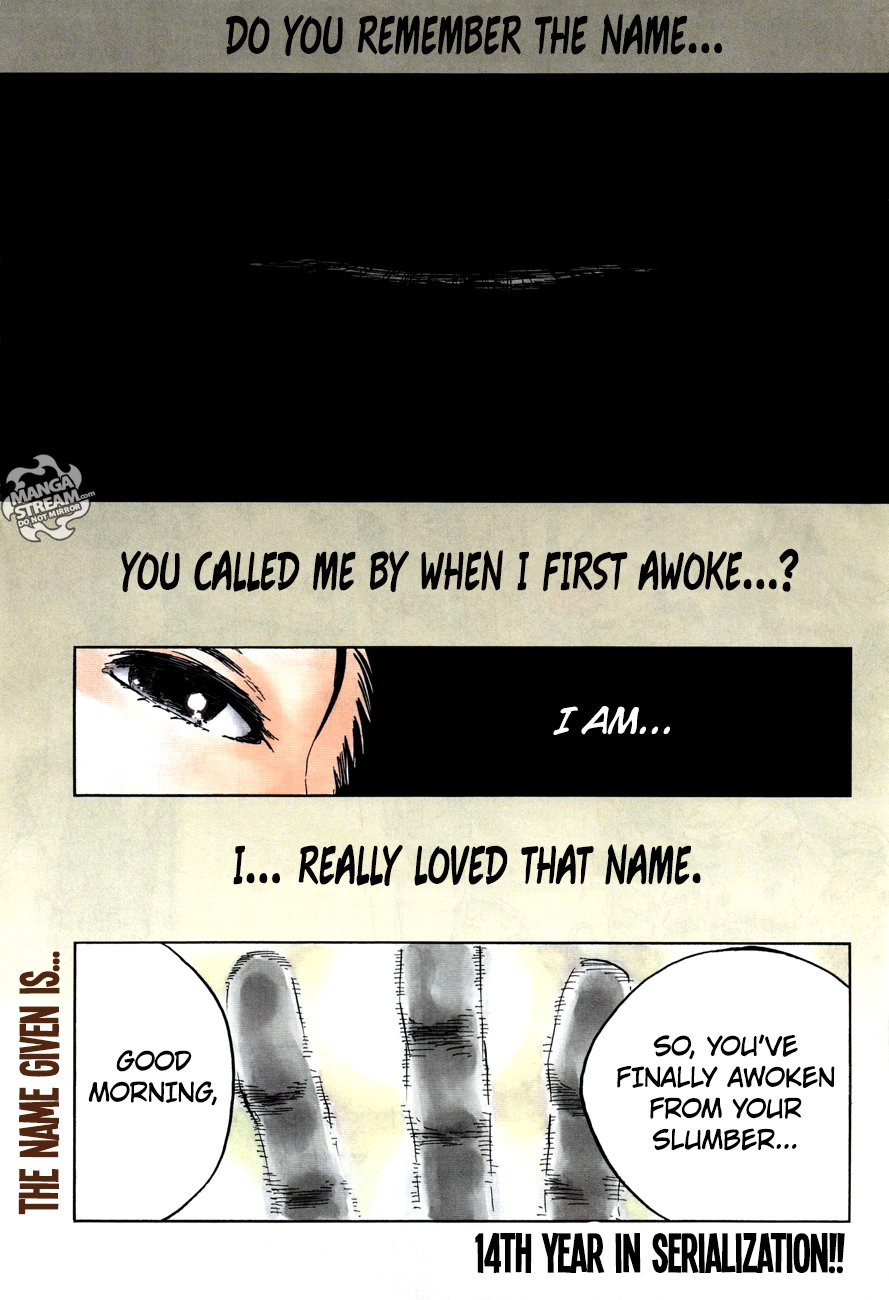 DO YOU REMEMBER THE NAME...
MANGA
STREAM.com
DO NOT MIRROR
YOU CALLED ME BY WHEN I FIRST AWOKE...?
I AM...
I... REALLY LOVED THAT NAME.
SO, YOU'VE
FINALLY AWOKEN
FROM YOUR
SLUMBER...
GOOD
MORNING,
THE NAME GIVEN IS...
14TH YEAR IN SERIALIZATION!!